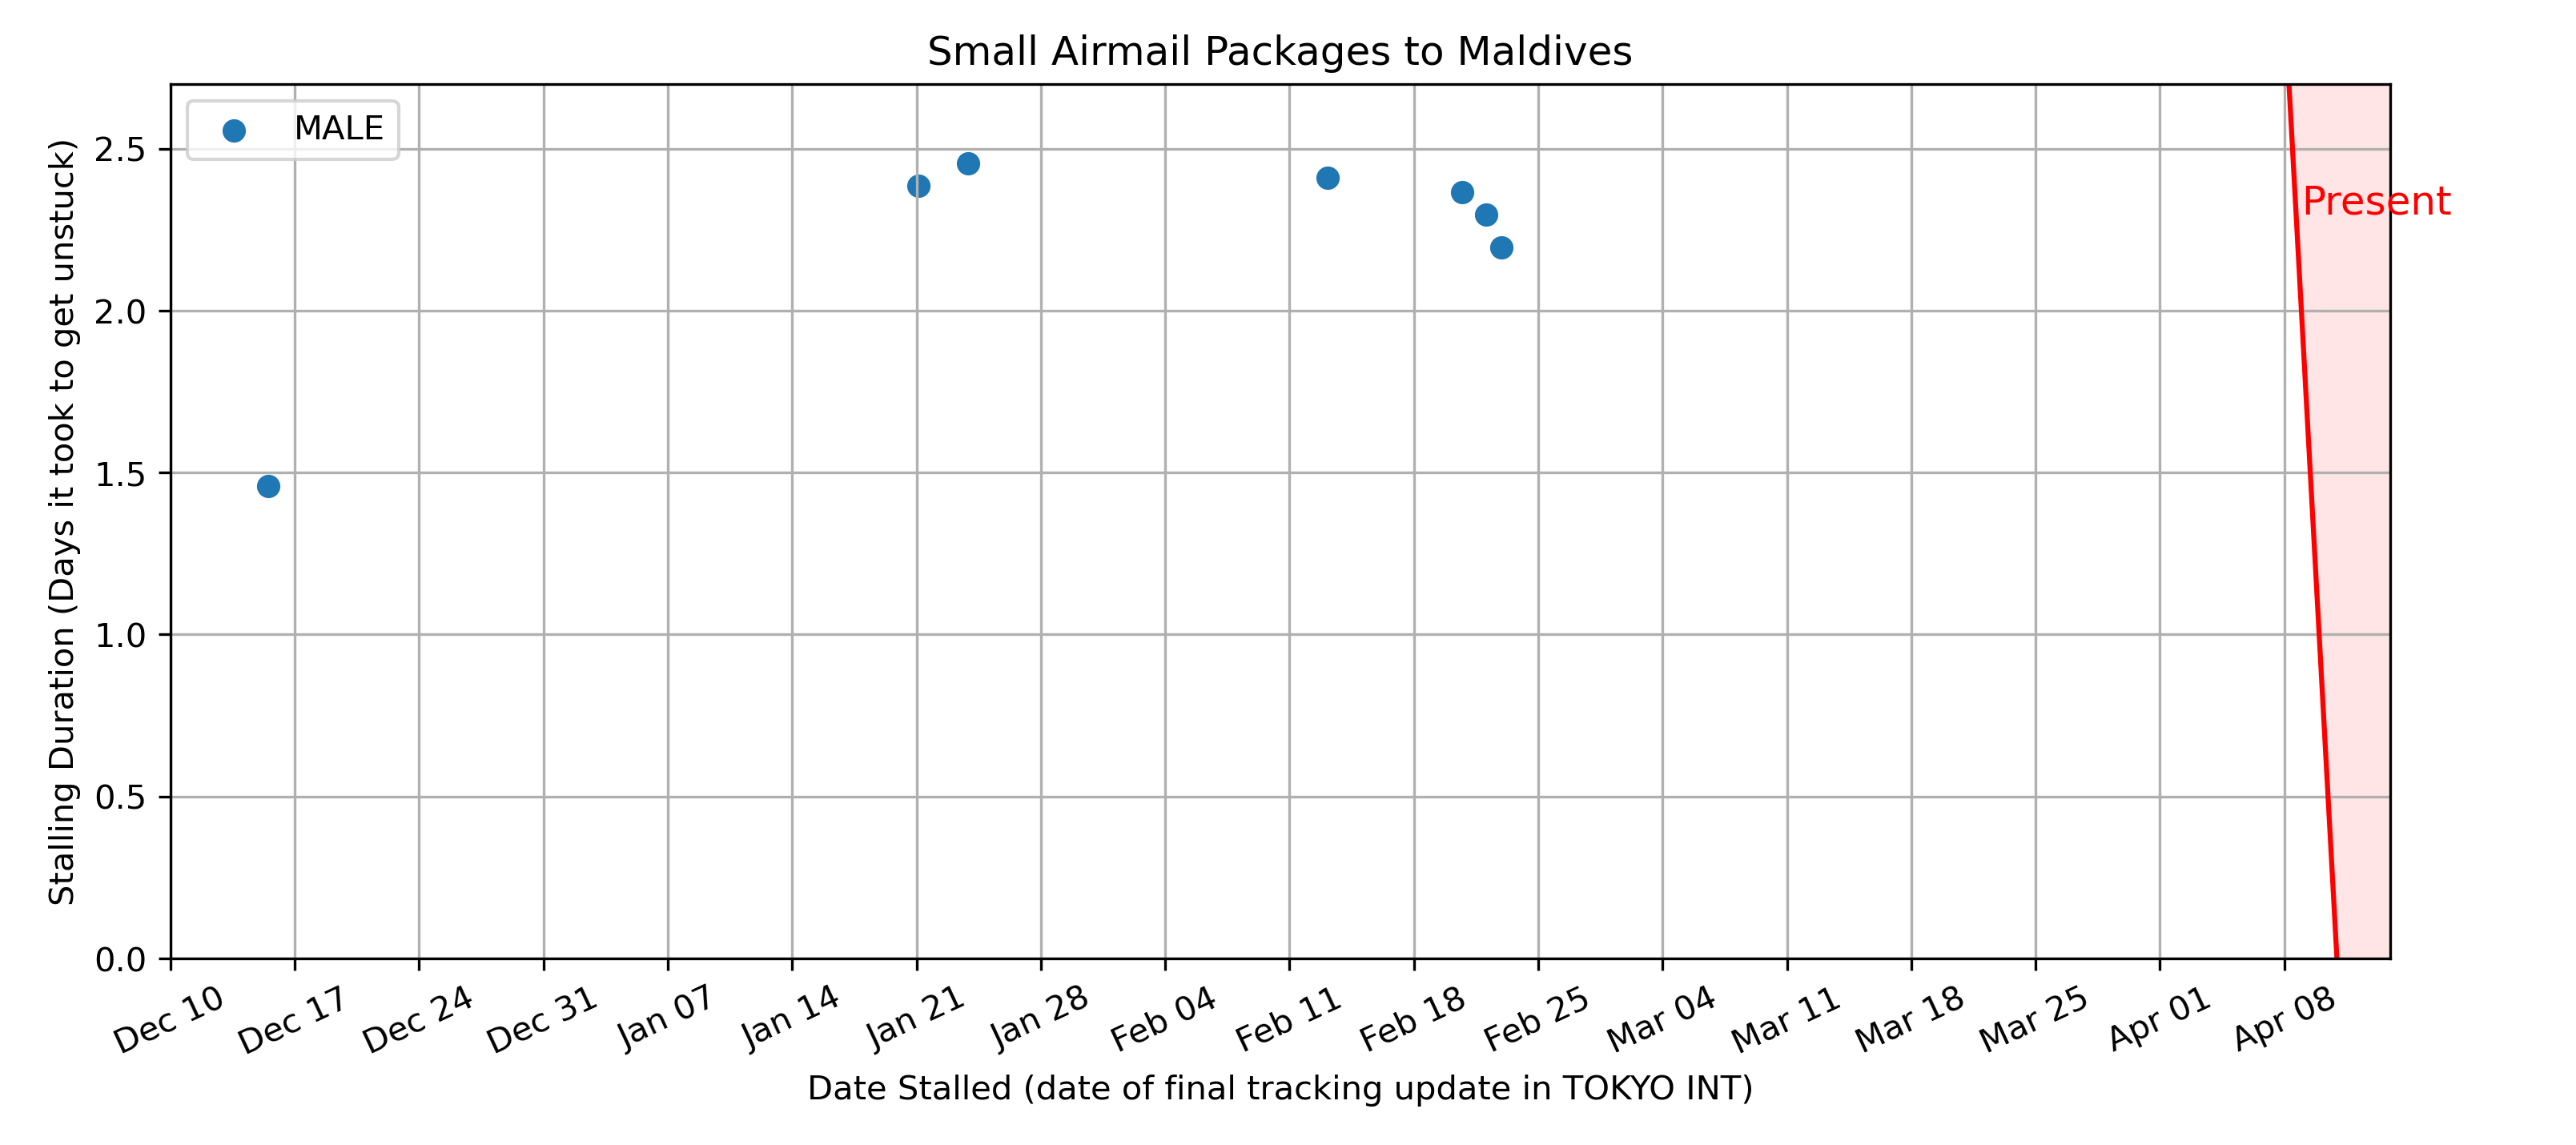 Small Airmail Packages to Maldives
MALE
Present
Stalling Duration (Days it took to get unstuck)
2.5
2.0
1.5
1.0
0.5
0.0
Dec 10
Dec 17
Dec 24
Dec 31
Jan 07
Jan 14
Jan 21
Jan 28
Feb 04
Feb 11
Feb 18
Feb 25
Mar 04
Mar 11
Mar 18
Mar 25
Apr 01
Apr 08
Date Stalled (date of final tracking update in TOKYO INT)